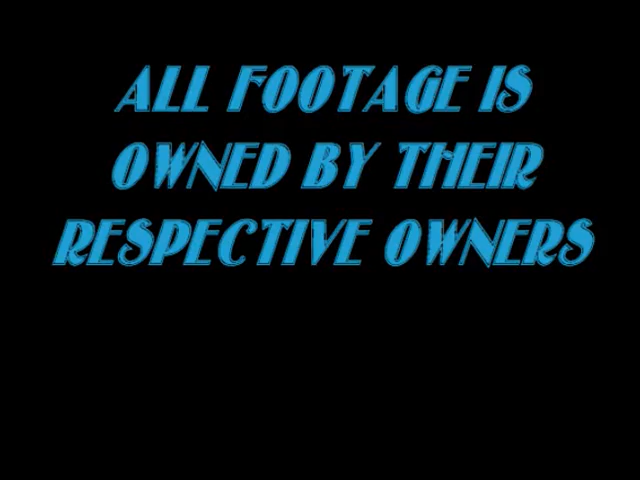 ALL FOOTAGE IS
OWNED BY THEIR
RESPECTIVE OWNERS